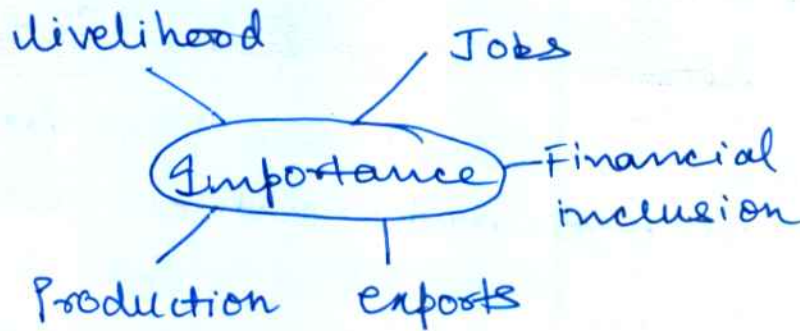 livelihood
Jobs
Importance
Financial
inclusion
Production
exports